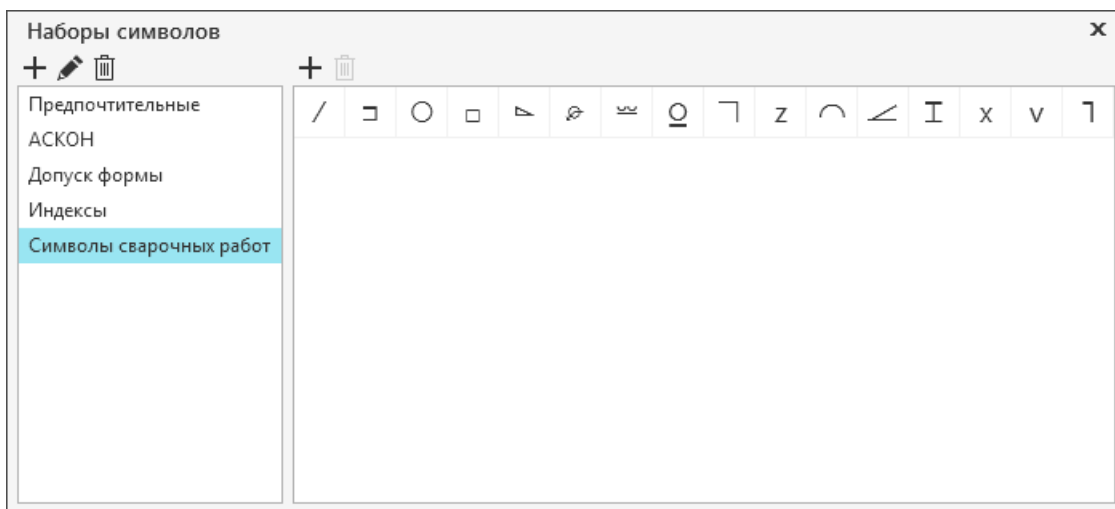 Наборы символов
Предпочтительные
АСКОН
Допуск формы
Индексы
Символы сварочных работ
/ ⊐ ○ □ ⌳ z ⌒ ∠ x v ┐